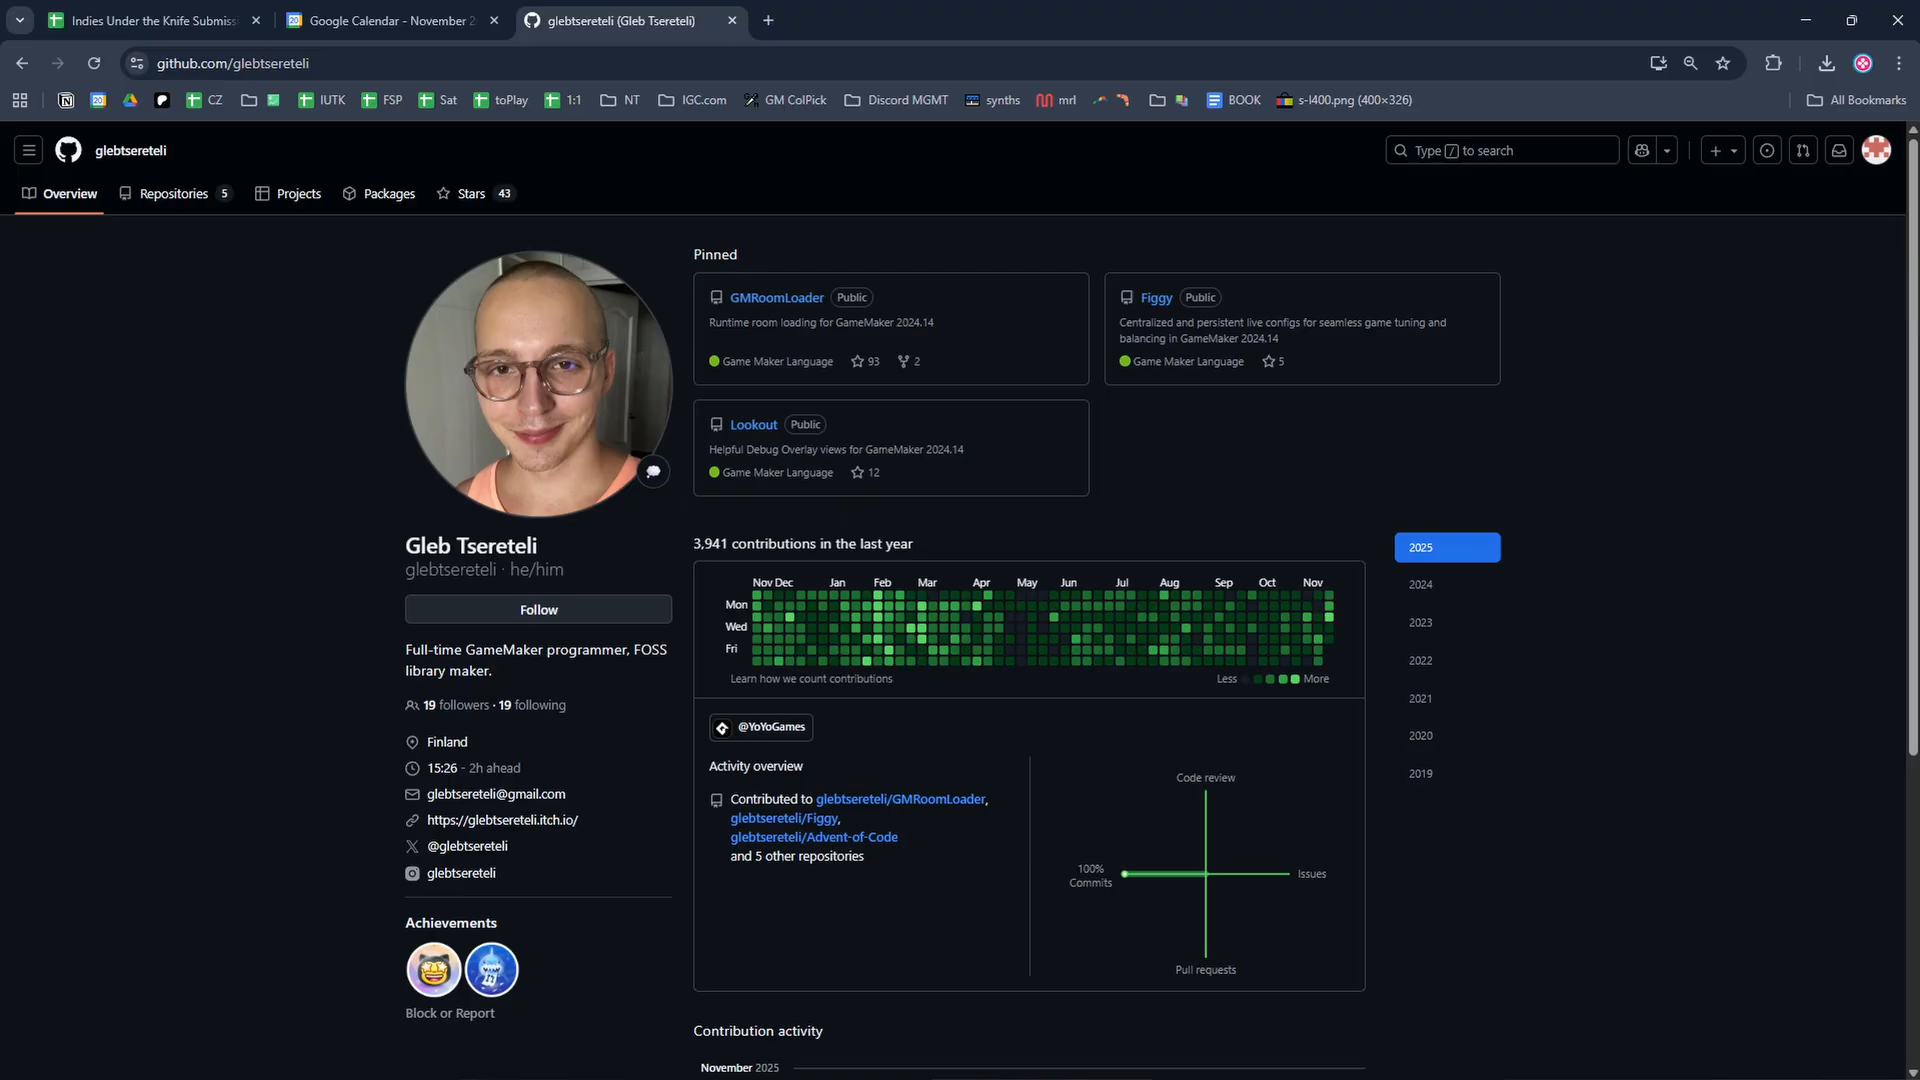 Indies Under the Knife Submiss
Google Calendar - November 2
glebtsereteli (Gleb Tsereteli)
github.com/glebtsereteli
CZ
IUTK
FSP
Sat
toPlay
1:1
NT
IGC.com
GM ColPick
Discord MGMT
synths
mrl
BOOK
s-l400.png (400×326)
All Bookmarks
glebtsereteli
Type / to search
Overview
Repositories 5
Projects
Packages
Stars 43
Pinned
GMRoomLoader Public
Runtime room loading for GameMaker 2024.14
Game Maker Language 93 2
Figgy Public
Centralized and persistent live configs for seamless game tuning and
balancing in GameMaker 2024.14
Game Maker Language 5
Lookout Public
Helpful Debug Overlay views for GameMaker 2024.14
Game Maker Language 12
Gleb Tsereteli
glebtsereteli · he/him
Follow
Full-time GameMaker programmer, FOSS
library maker.
19 followers · 19 following
Finland
15:26 - 2h ahead
glebtsereteli@gmail.com
https://glebtsereteli.itch.io/
@glebtsereteli
glebtsereteli
Achievements
Block or Report
3,941 contributions in the last year
Nov Dec Jan Feb Mar Apr May Jun Jul Aug Sep Oct Nov
Mon
Wed
Fri
Learn how we count contributions
Less More
@YoYoGames
Activity overview
Contributed to glebtsereteli/GMRoomLoader,
glebtsereteli/Figgy,
glebtsereteli/Advent-of-Code
and 5 other repositories
Code review
100%
Commits
Issues
Pull requests
2025
2024
2023
2022
2021
2020
2019
Contribution activity
November 2025